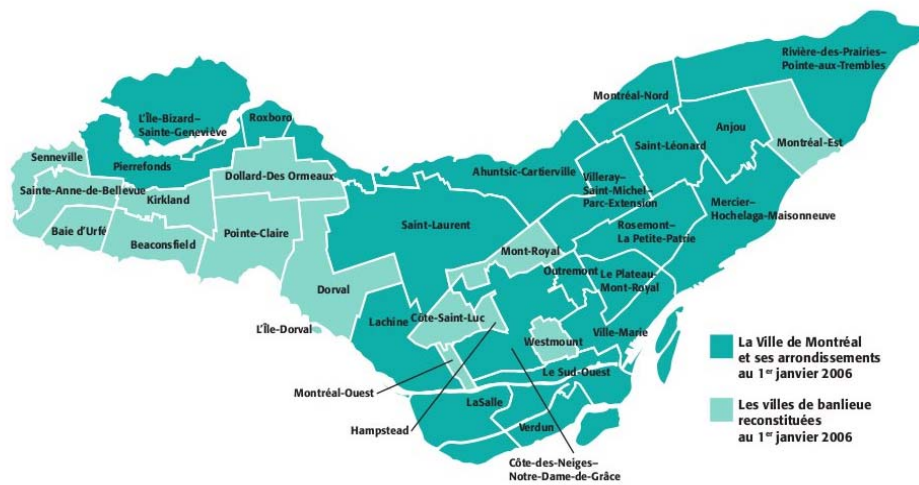 Rivière-des-Prairies–
Pointe-aux-Trembles
Montréal-Nord
L'Île-Bizard–
Sainte-Geneviève
Roxboro
Anjou
Saint-Léonard
Montréal-Est
Senneville
Pierrefonds
Dollard-Des Ormeaux
Ahuntsic-Cartierville
Villeray–
Saint-Michel–
Parc-Extension
Sainte-Anne-de-Bellevue
Kirkland
Mercier–
Hochelaga-Maisonneuve
Saint-Laurent
Rosemont–
La Petite-Patrie
Baie d'Urfé
Beaconsfield
Pointe-Claire
Mont-Royal
Outremont
Le Plateau-
Mont-Royal
Dorval
L'Île-Dorval
Lachine
Côte-Saint-Luc
Ville-Marie
Westmount
La Ville de Montréal
et ses arrondissements
au 1er janvier 2006
Le Sud-Ouest
Montréal-Ouest
LaSalle
Les villes de banlieue
reconstituées
au 1er janvier 2006
Hampstead
Verdun
Côte-des-Neiges–
Notre-Dame-de-Grâce